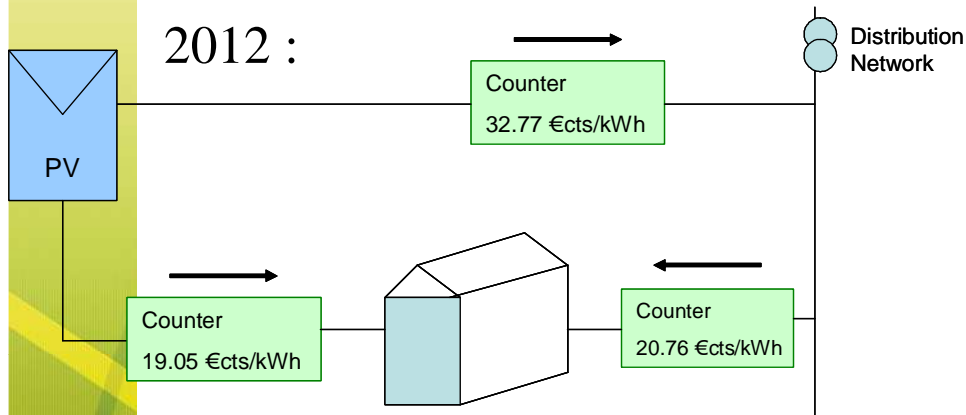 2012 :
Distribution
Network
Counter
32.77 €cts/kWh
PV
Counter
19.05 €cts/kWh
Counter
20.76 €cts/kWh